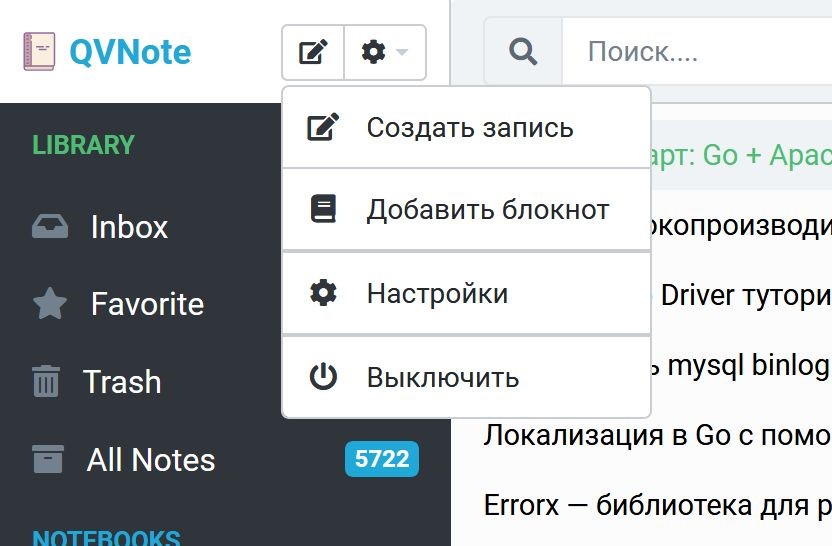 QVNote
Поиск....
Создать запись
Добавить блокнот
Настройки
Выключить
LIBRARY
Inbox
Favorite
Trash
All Notes 5722
NOTEBOOKS
арт: Go + Apac
окопроизводи
Driver тутори
ь mysql binlog
Локализация в Go с помо
Errorx — библиотека для р